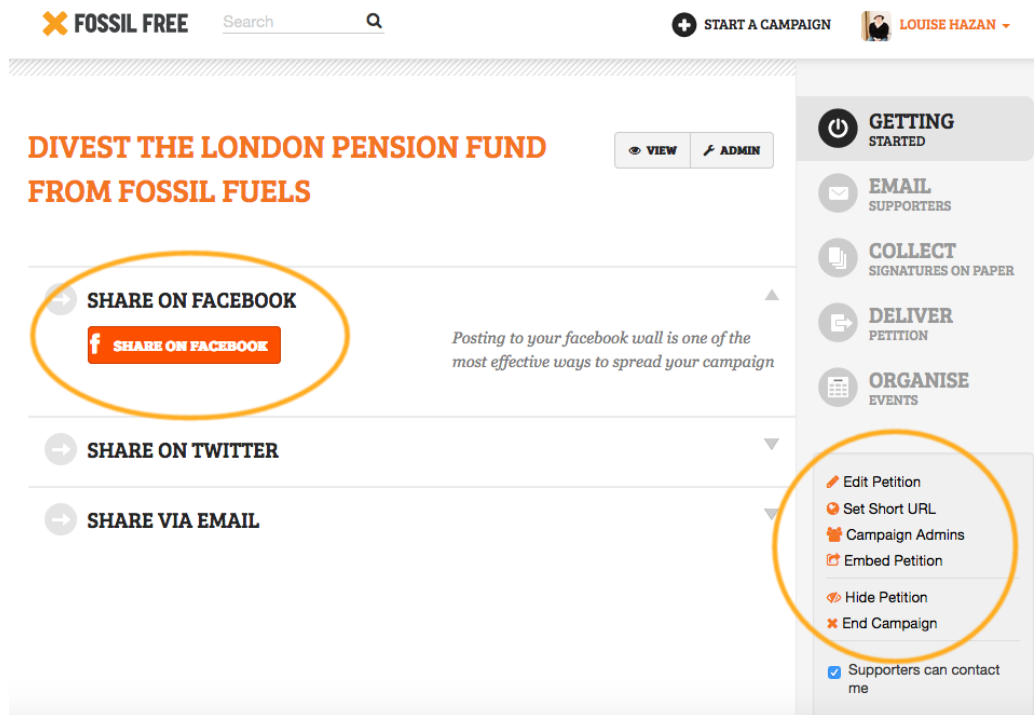 FOSSIL FREE
Search
START A CAMPAIGN
LOUISE HAZAN
DIVEST THE LONDON PENSION FUND
FROM FOSSIL FUELS
VIEW
ADMIN
SHARE ON FACEBOOK
f SHARE ON FACEBOOK
Posting to your facebook wall is one of the
most effective ways to spread your campaign
SHARE ON TWITTER
SHARE VIA EMAIL
GETTING
STARTED
EMAIL
SUPPORTERS
COLLECT
SIGNATURES ON PAPER
DELIVER
PETITION
ORGANISE
EVENTS
Edit Petition
Set Short URL
Campaign Admins
Embed Petition
Hide Petition
End Campaign
Supporters can contact
me